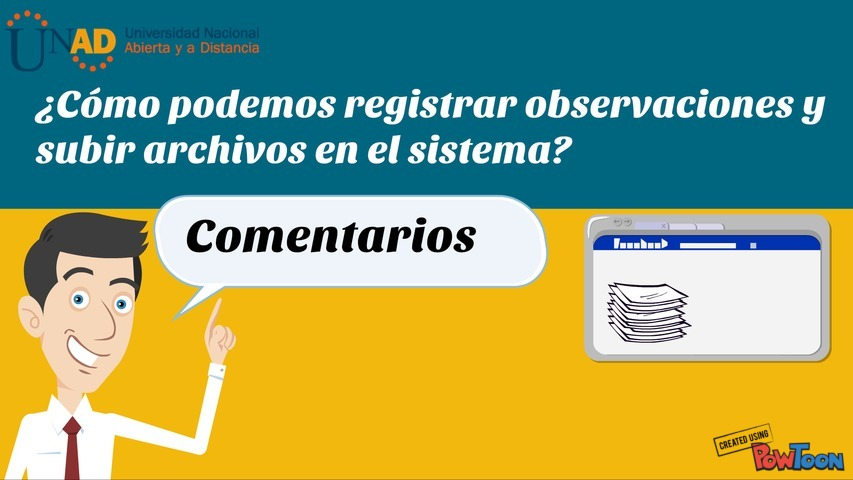 UNAD
Universidad Nacional
Abierta y a Distancia
¿Cómo podemos registrar observaciones y
subir archivos en el sistema?
Comentarios
CREATED USING
POWTOON